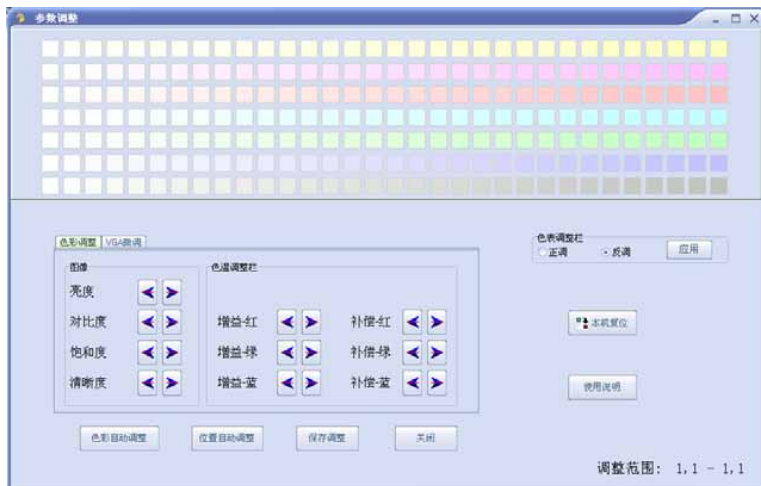 参数调整
色彩调整 VGA微调
色表调整栏
正调 反调 应用
图像 色温调整栏
亮度
对比度 增益-红 补偿-红
本机复位
饱和度 增益-绿 补偿-绿
清晰度 增益-蓝 补偿-蓝
使用说明
色彩自动调整 位置自动调整 保存调整 关闭
调整范围: 1,1 - 1,1